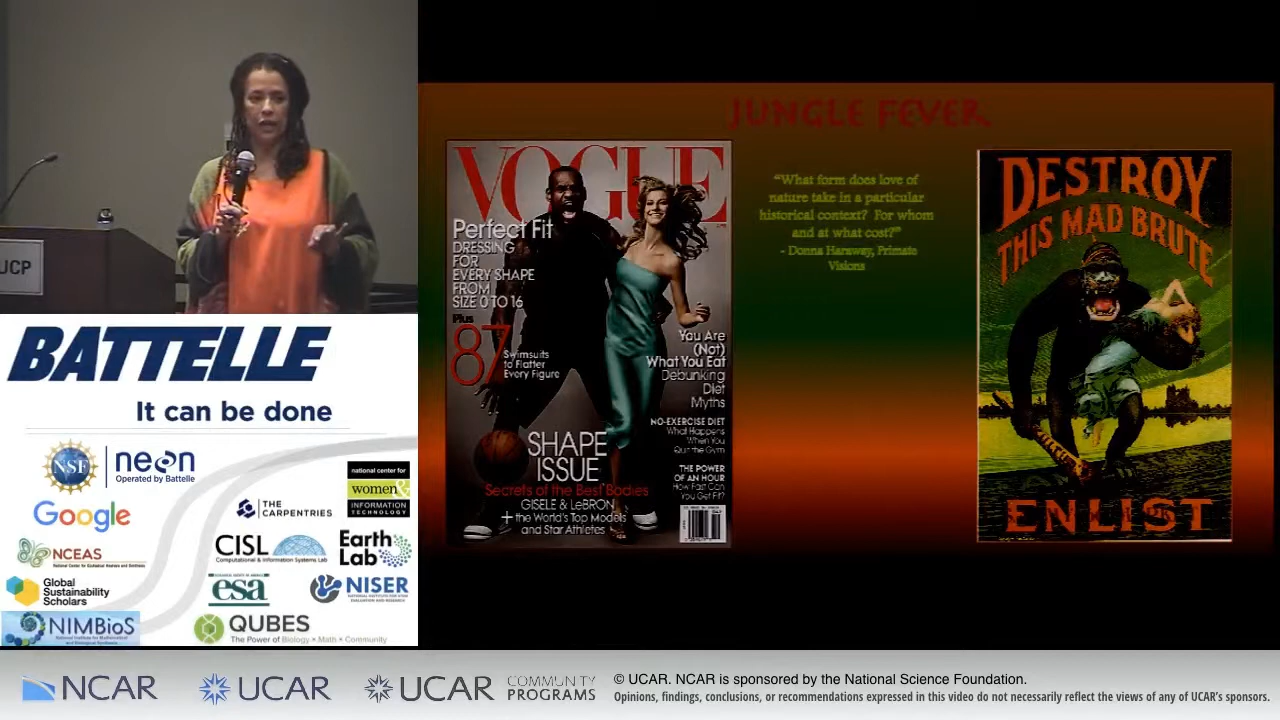 UCP
BATTELLE
It can be done
NSF
neon
Operated by Battelle
national center for
women &
INFORMATION
TECHNOLOGY
Google
THE
CARPENTRIES
NCEAS
CISL
Computational & Information Systems Lab
Earth
Lab
Global
Sustainability
Scholars
esa
NISER
NIMBioS
QUBES
The Power of Biology × Math × Community
JUNGLE FEVER
VOGUE
Perfect Fit
DRESSING
FOR
EVERY SHAPE
FROM
SIZE 0 TO 16
Plus
87
Swimsuits
to Flatter
Every Figure
You Are
(Not)
What You Eat
Debunking
Diet
Myths
NO-EXERCISE DIET
What Happens
When You
Quit the Gym
THE POWER
OF AN HOUR
How Fast Can
You Get Fit?
SHAPE
ISSUE
Secrets of the Best Bodies
GISELE & LeBRON
+ the World's Top Models
and Star Athletes
"What form does love of
nature take in a particular
historical context? For whom
and at what cost?"
- Donna Haraway, Primate
Visions
DESTROY
THIS MAD BRUTE
ENLIST
NCAR
UCAR
UCAR
COMMUNITY
PROGRAMS
© UCAR. NCAR is sponsored by the National Science Foundation.
Opinions, findings, conclusions, or recommendations expressed in this video do not necessarily reflect the views of any of UCAR's sponsors.